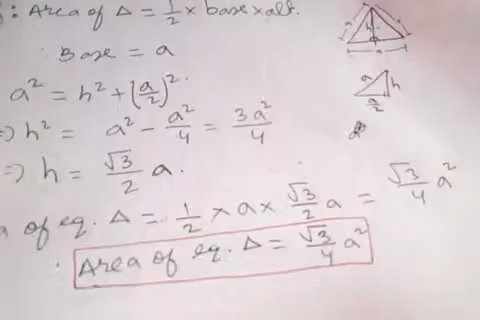 : Area of Δ = 1/2 × base × alt.
Base = a
a² = h² + (a/2)².
⇒ h² = a² - a²/4 = 3a²/4
⇒ h = √3/2 a.
of eq. Δ = 1/2 × a × √3/2 a = √3/4 a²
Area of eq. Δ = √3/4 a²
a
h
a
a h
a/2